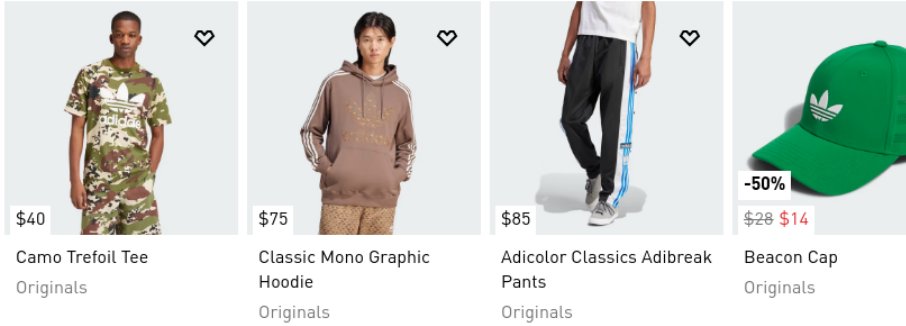 adidas
-50%
$40
$75
$85
$28 $14
Camo Trefoil Tee
Classic Mono Graphic
Hoodie
Adicolor Classics Adibreak
Pants
Beacon Cap
Originals
Originals
Originals
Originals